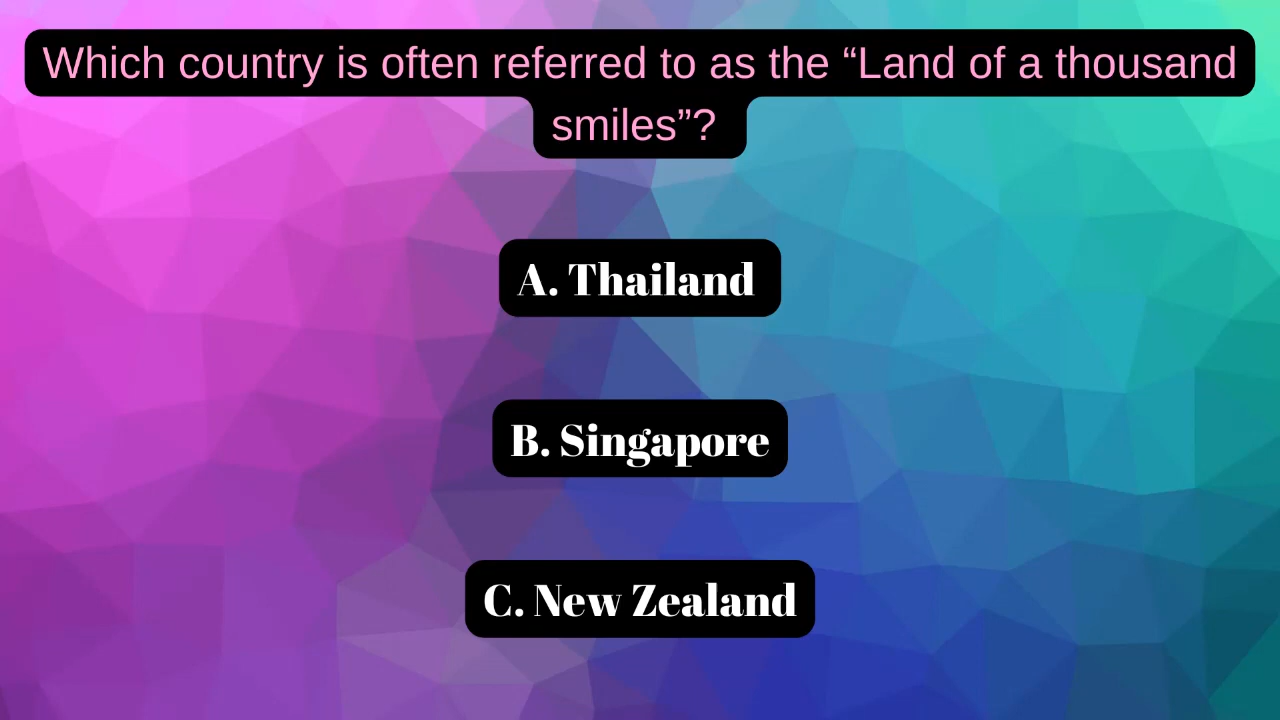 Which country is often referred to as the “Land of a thousand
smiles”?
A. Thailand
B. Singapore
C. New Zealand